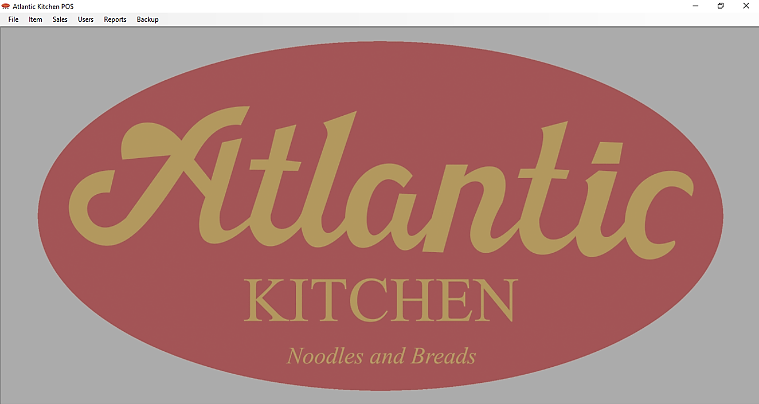 Atlantic Kitchen POS
File Item Sales Users Reports Backup
Atlantic
KITCHEN
Noodles and Breads